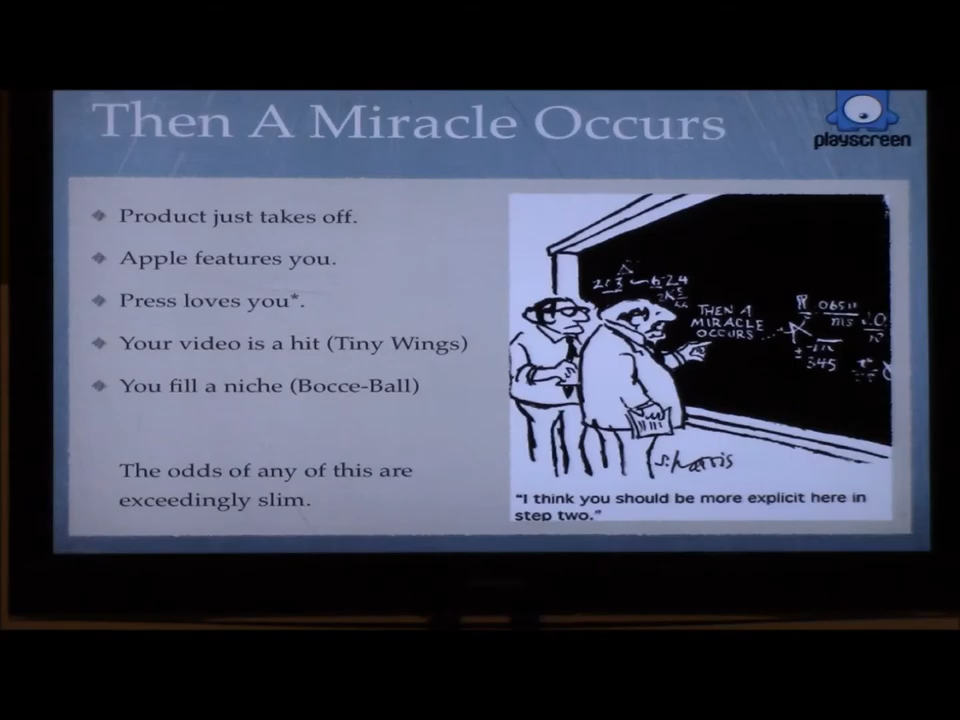 Then A Miracle Occurs
playscreen
Product just takes off.
Apple features you.
Press loves you*.
Your video is a hit (Tiny Wings)
You fill a niche (Bocce-Ball)
The odds of any of this are
exceedingly slim.
THEN A
MIRACLE
OCCURS
S. Harris
"I think you should be more explicit here in
step two."